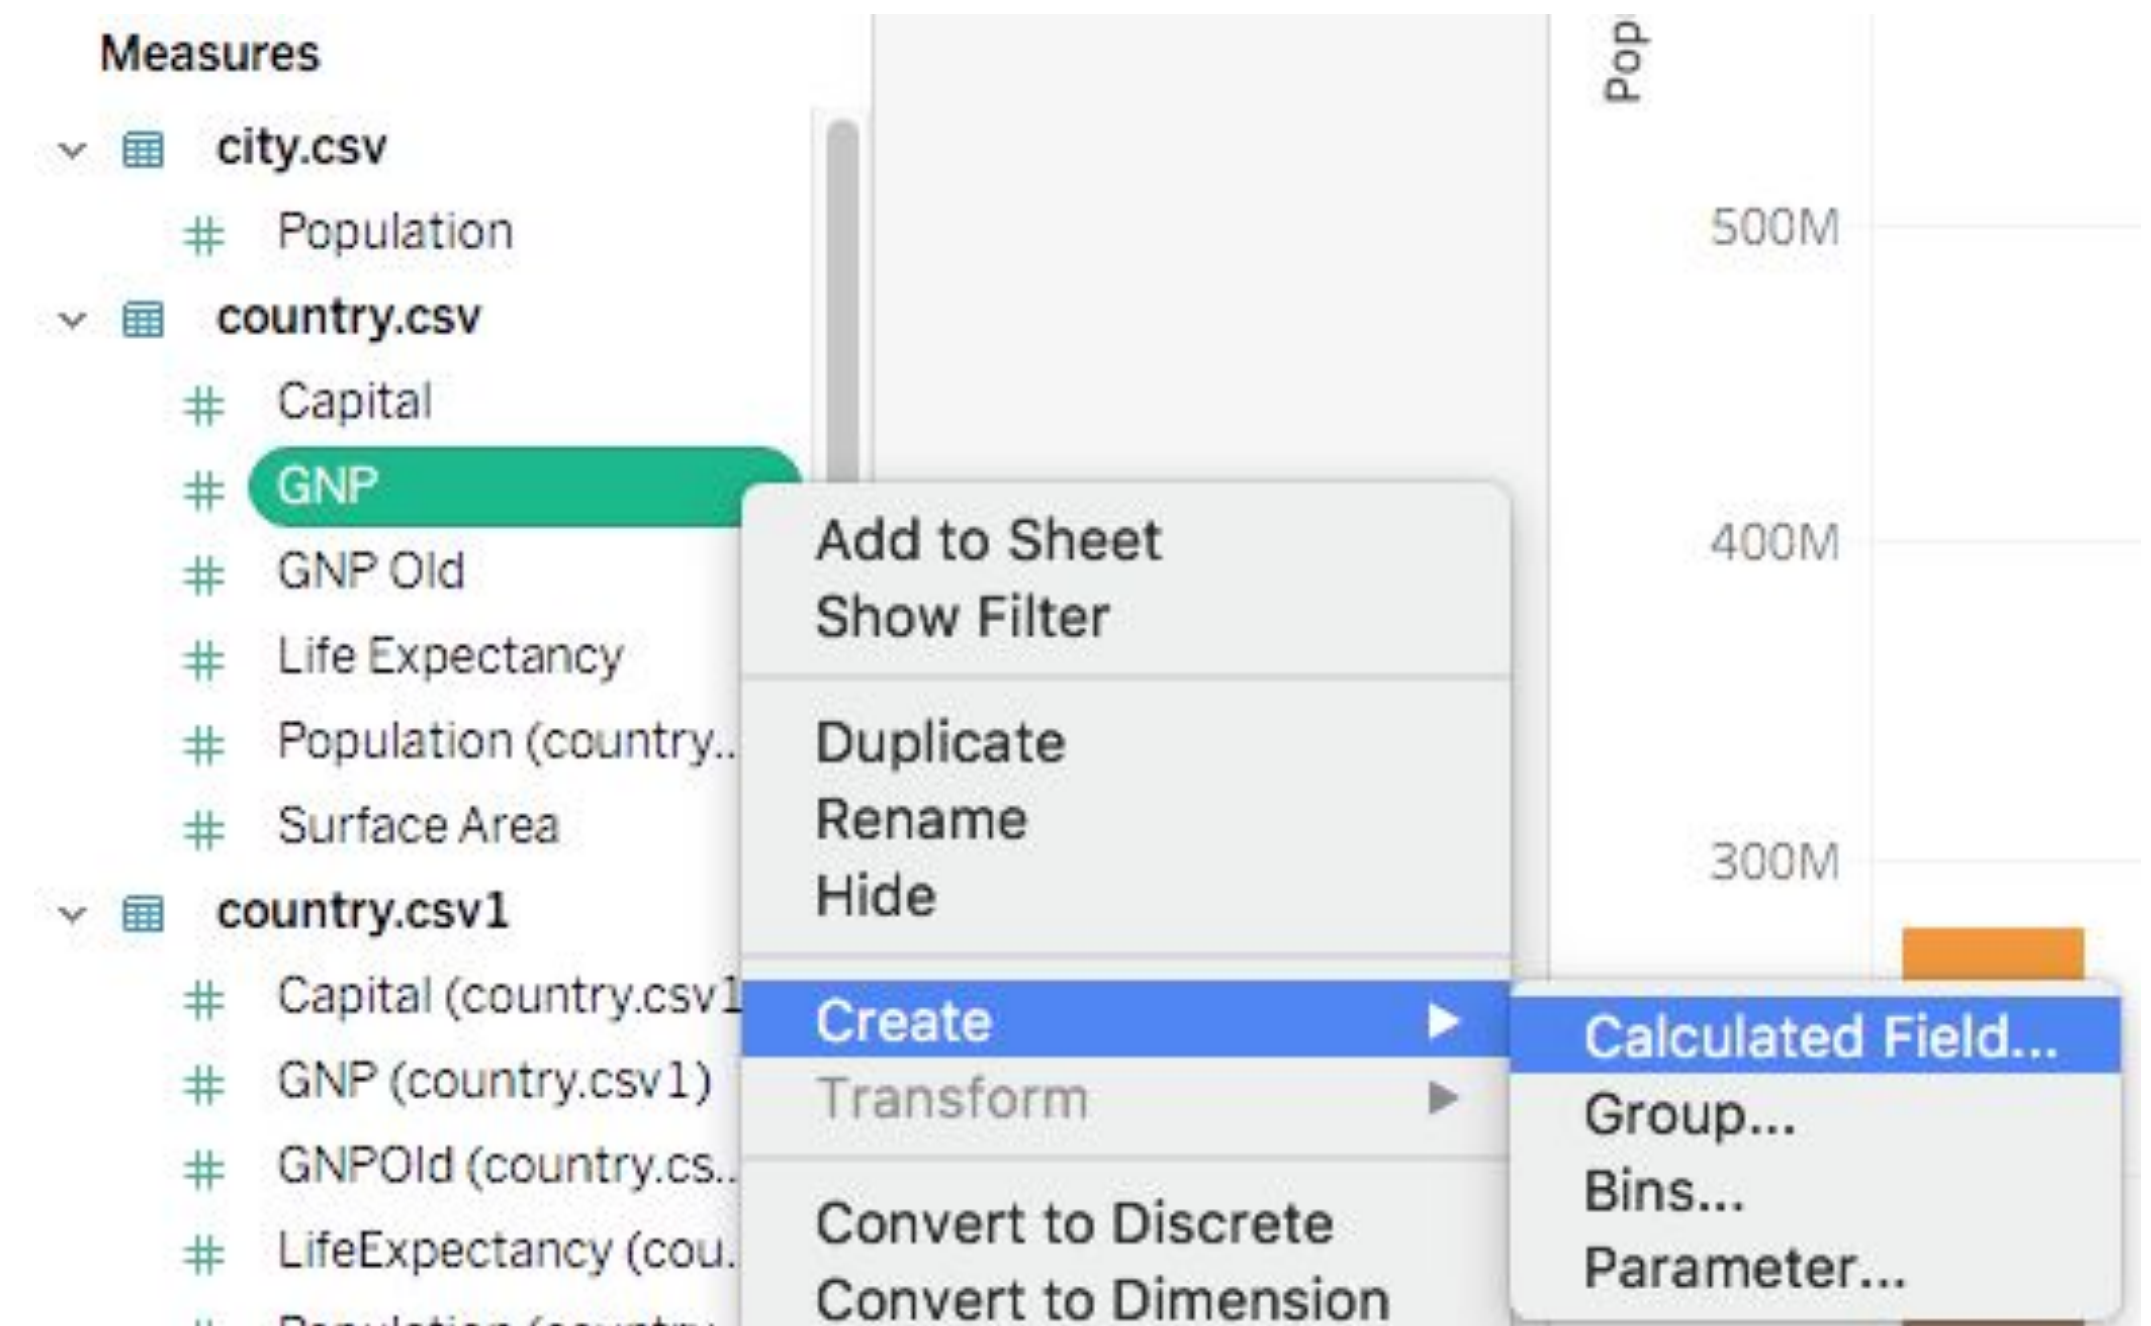 Measures
city.csv
Population
country.csv
Capital
GNP
GNP Old
Life Expectancy
Population (country..
Surface Area
country.csv1
Capital (country.csv1
GNP (country.csv1)
GNPOld (country.cs..
LifeExpectancy (cou.
Add to Sheet
Show Filter
Duplicate
Rename
Hide
Create
Transform
Convert to Discrete
Convert to Dimension
Calculated Field...
Group...
Bins...
Parameter...
Pop
500M
400M
300M